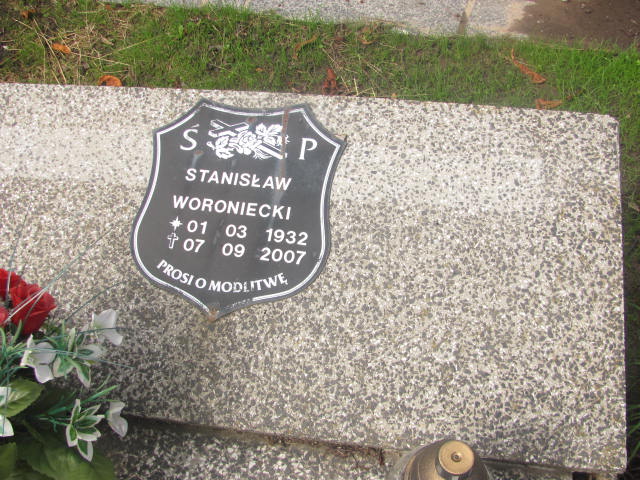 Ś P
STANISŁAW
WORONIECKI
* 01 03 1932
✝ 07 09 2007
PROSI O MODLITWĘ